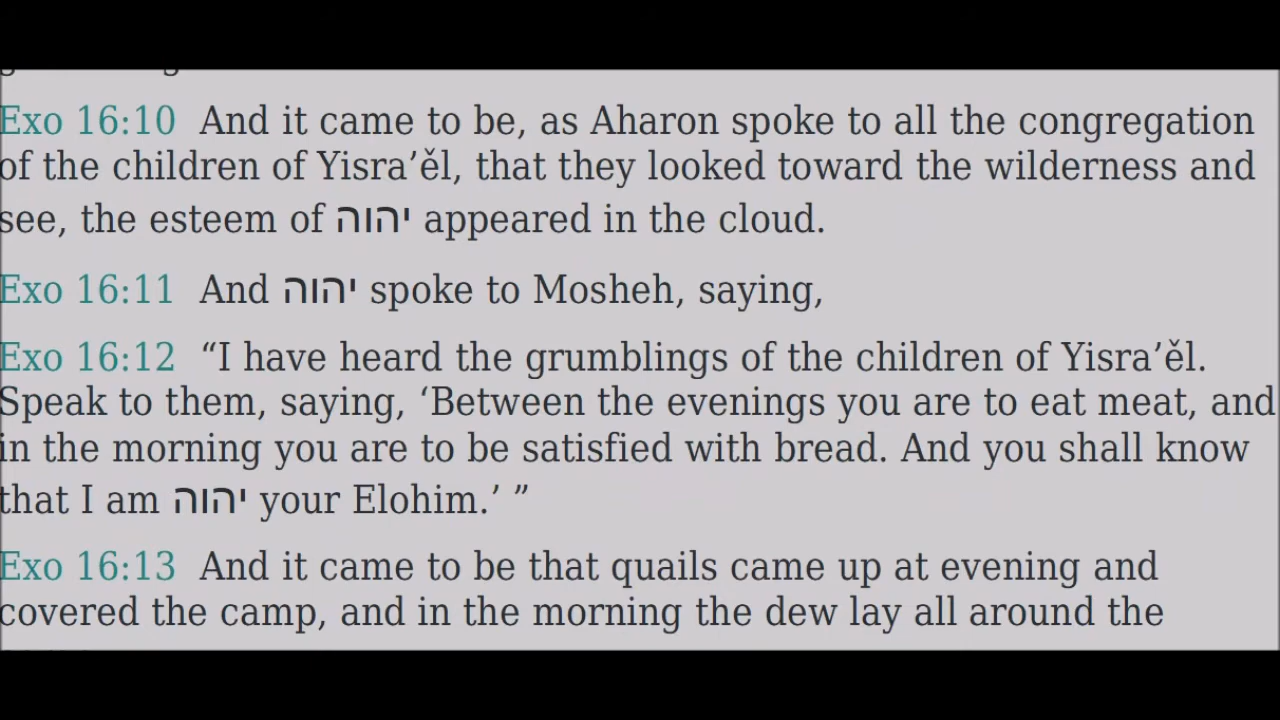 Exo 16:10 And it came to be, as Aharon spoke to all the congregation
of the children of Yisra’ěl, that they looked toward the wilderness and
see, the esteem of יהוה appeared in the cloud.
Exo 16:11 And יהוה spoke to Mosheh, saying,
Exo 16:12 “I have heard the grumblings of the children of Yisra’ěl.
Speak to them, saying, ‘Between the evenings you are to eat meat, and
in the morning you are to be satisfied with bread. And you shall know
that I am יהוה your Elohim.’ ”
Exo 16:13 And it came to be that quails came up at evening and
covered the camp, and in the morning the dew lay all around the